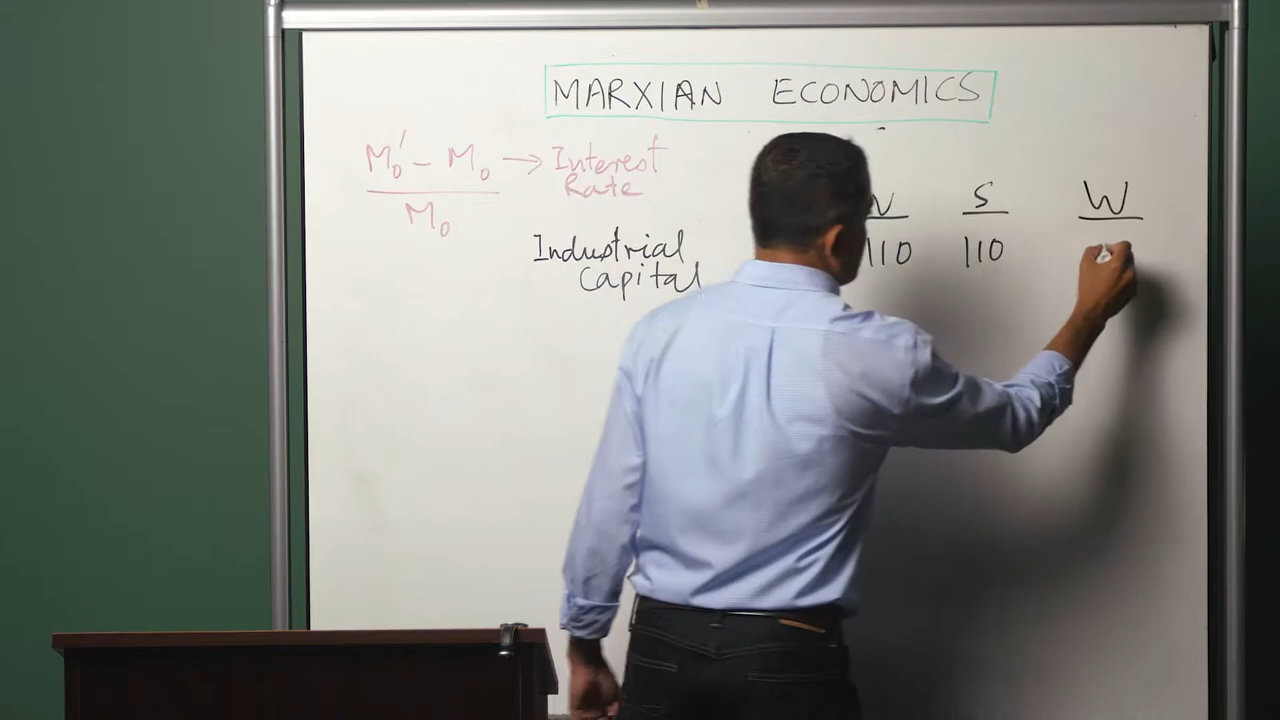 MARXIAN ECONOMICS
M₀′ – M₀ → Interest Rate
M₀
V S W
Industrial 110 110
Capital